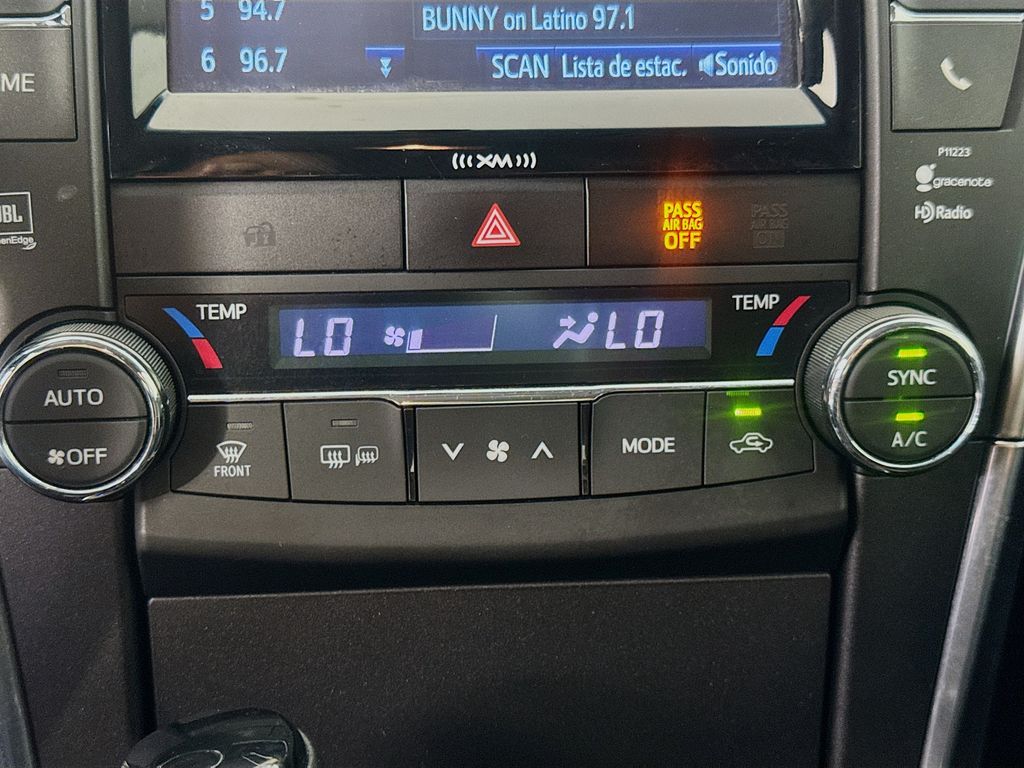 5 94.7
BUNNY on Latino 97.1
6 96.7
SCAN Lista de estac. Sonido
ME
XM
P11223
gracenote
HD Radio
JBL
PASS
AIR BAG
OFF
PASS
AIR BAG
ON
TEMP
TEMP
LO
LO
AUTO
OFF
FRONT
MODE
SYNC
A/C